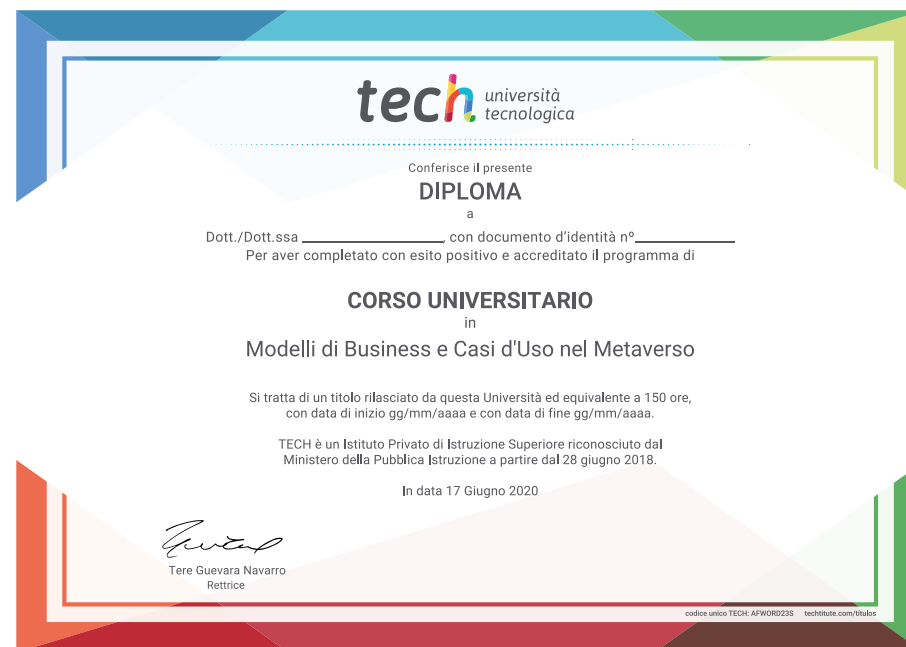 tech università
tecnologica
Conferisce il presente
DIPLOMA
a
Dott./Dott.ssa ____________________, con documento d'identità nº______________
Per aver completato con esito positivo e accreditato il programma di
CORSO UNIVERSITARIO
in
Modelli di Business e Casi d'Uso nel Metaverso
Si tratta di un titolo rilasciato da questa Università ed equivalente a 150 ore,
con data di inizio gg/mm/aaaa e con data di fine gg/mm/aaaa.
TECH è un Istituto Privato di Istruzione Superiore riconosciuto dal
Ministero della Pubblica Istruzione a partire dal 28 giugno 2018.
In data 17 Giugno 2020
Tere Guevara Navarro
Rettrice
codice unico TECH: AFWORD23S techtitute.com/titulos